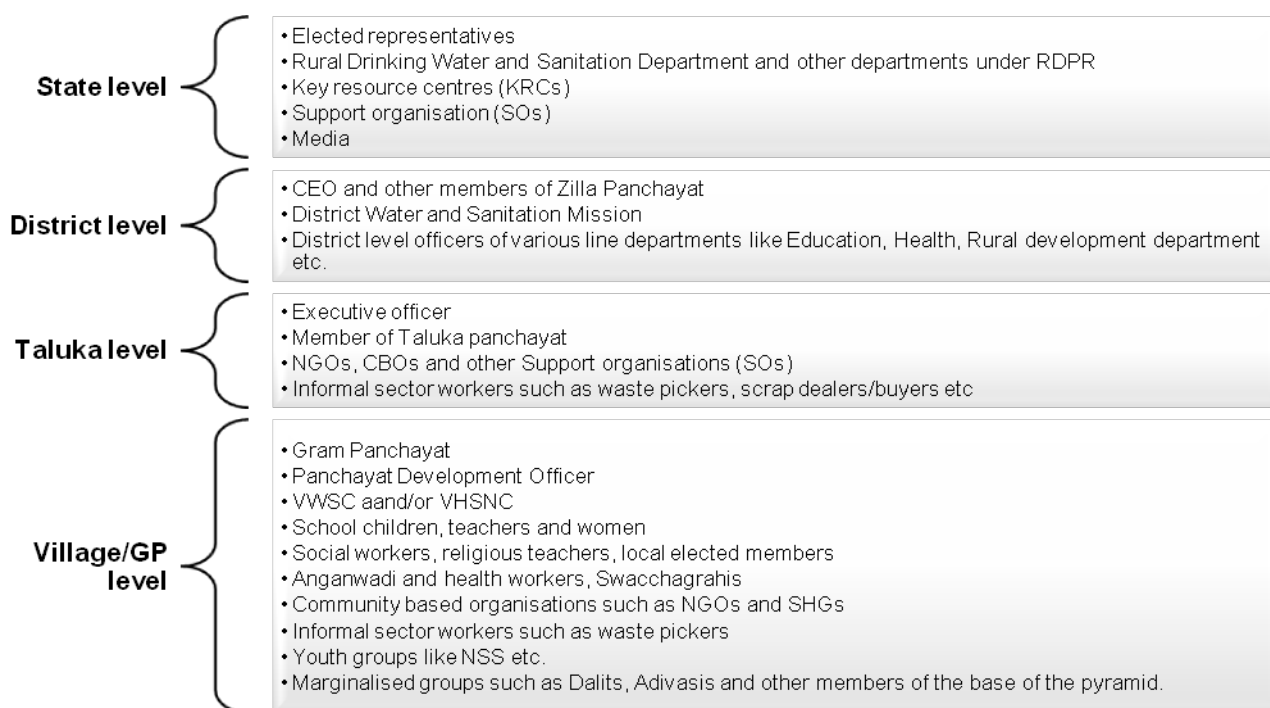 State level
• Elected representatives
• Rural Drinking Water and Sanitation Department and other departments under RDPR
• Key resource centres (KRCs)
• Support organisation (SOs)
• Media
District level
• CEO and other members of Zilla Panchayat
• District Water and Sanitation Mission
• District level officers of various line departments like Education, Health, Rural development department
etc.
Taluka level
• Executive officer
• Member of Taluka panchayat
• NGOs, CBOs and other Support organisations (SOs)
• Informal sector workers such as waste pickers, scrap dealers/buyers etc
Village/GP
level
• Gram Panchayat
• Panchayat Development Officer
• VWSC aand/or VHSNC
• School children, teachers and women
• Social workers, religious teachers, local elected members
• Anganwadi and health workers, Swacchagrahis
• Community based organisations such as NGOs and SHGs
• Informal sector workers such as waste pickers
• Youth groups like NSS etc.
• Marginalised groups such as Dalits, Adivasis and other members of the base of the pyramid.